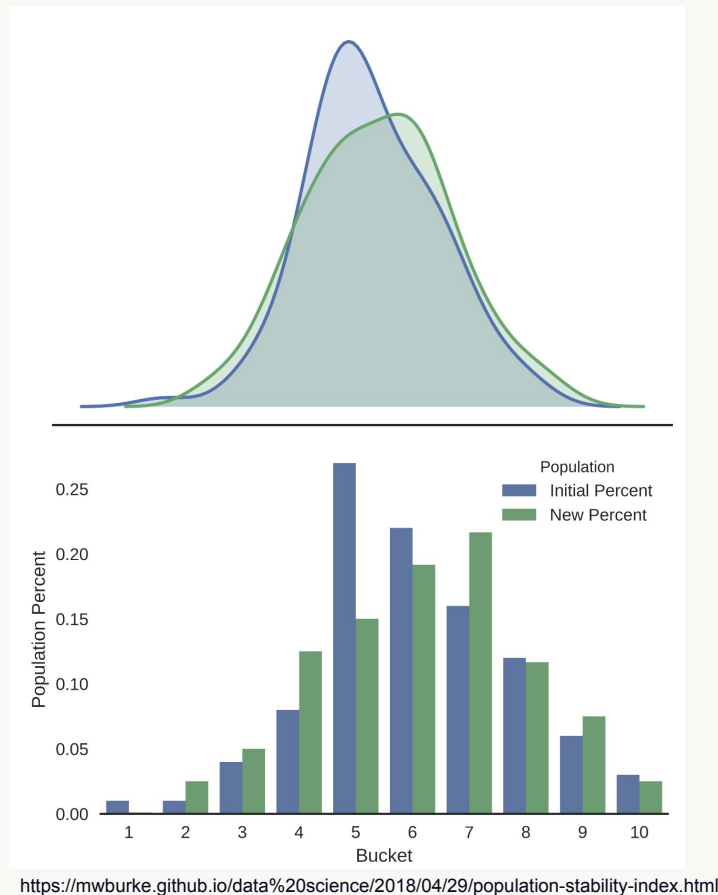 Population
Initial Percent
New Percent
0.25
0.20
0.15
0.10
0.05
0.00
Population Percent
1 2 3 4 5 6 7 8 9 10
Bucket
https://mwburke.github.io/data%20science/2018/04/29/population-stability-index.html